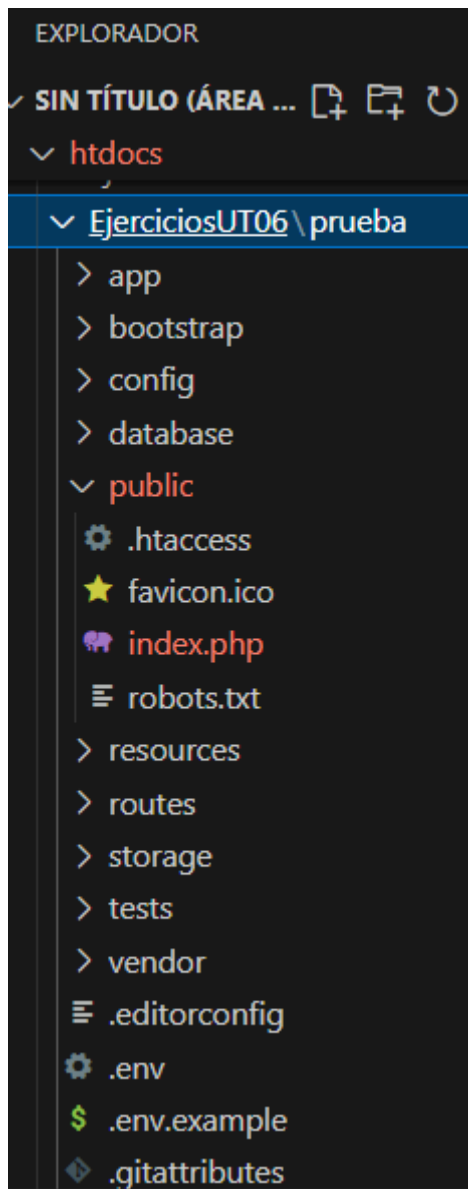 EXPLORADOR
SIN TÍTULO (ÁREA ...
htdocs
EjerciciosUT06\prueba
app
bootstrap
config
database
public
.htaccess
favicon.ico
index.php
robots.txt
resources
routes
storage
tests
vendor
.editorconfig
.env
.env.example
.gitattributes